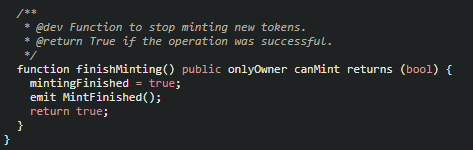 /**
* @dev Function to stop minting new tokens.
* @return True if the operation was successful.
*/
function finishMinting() public onlyOwner canMint returns (bool) {
mintingFinished = true;
emit MintFinished();
return true;
}
}